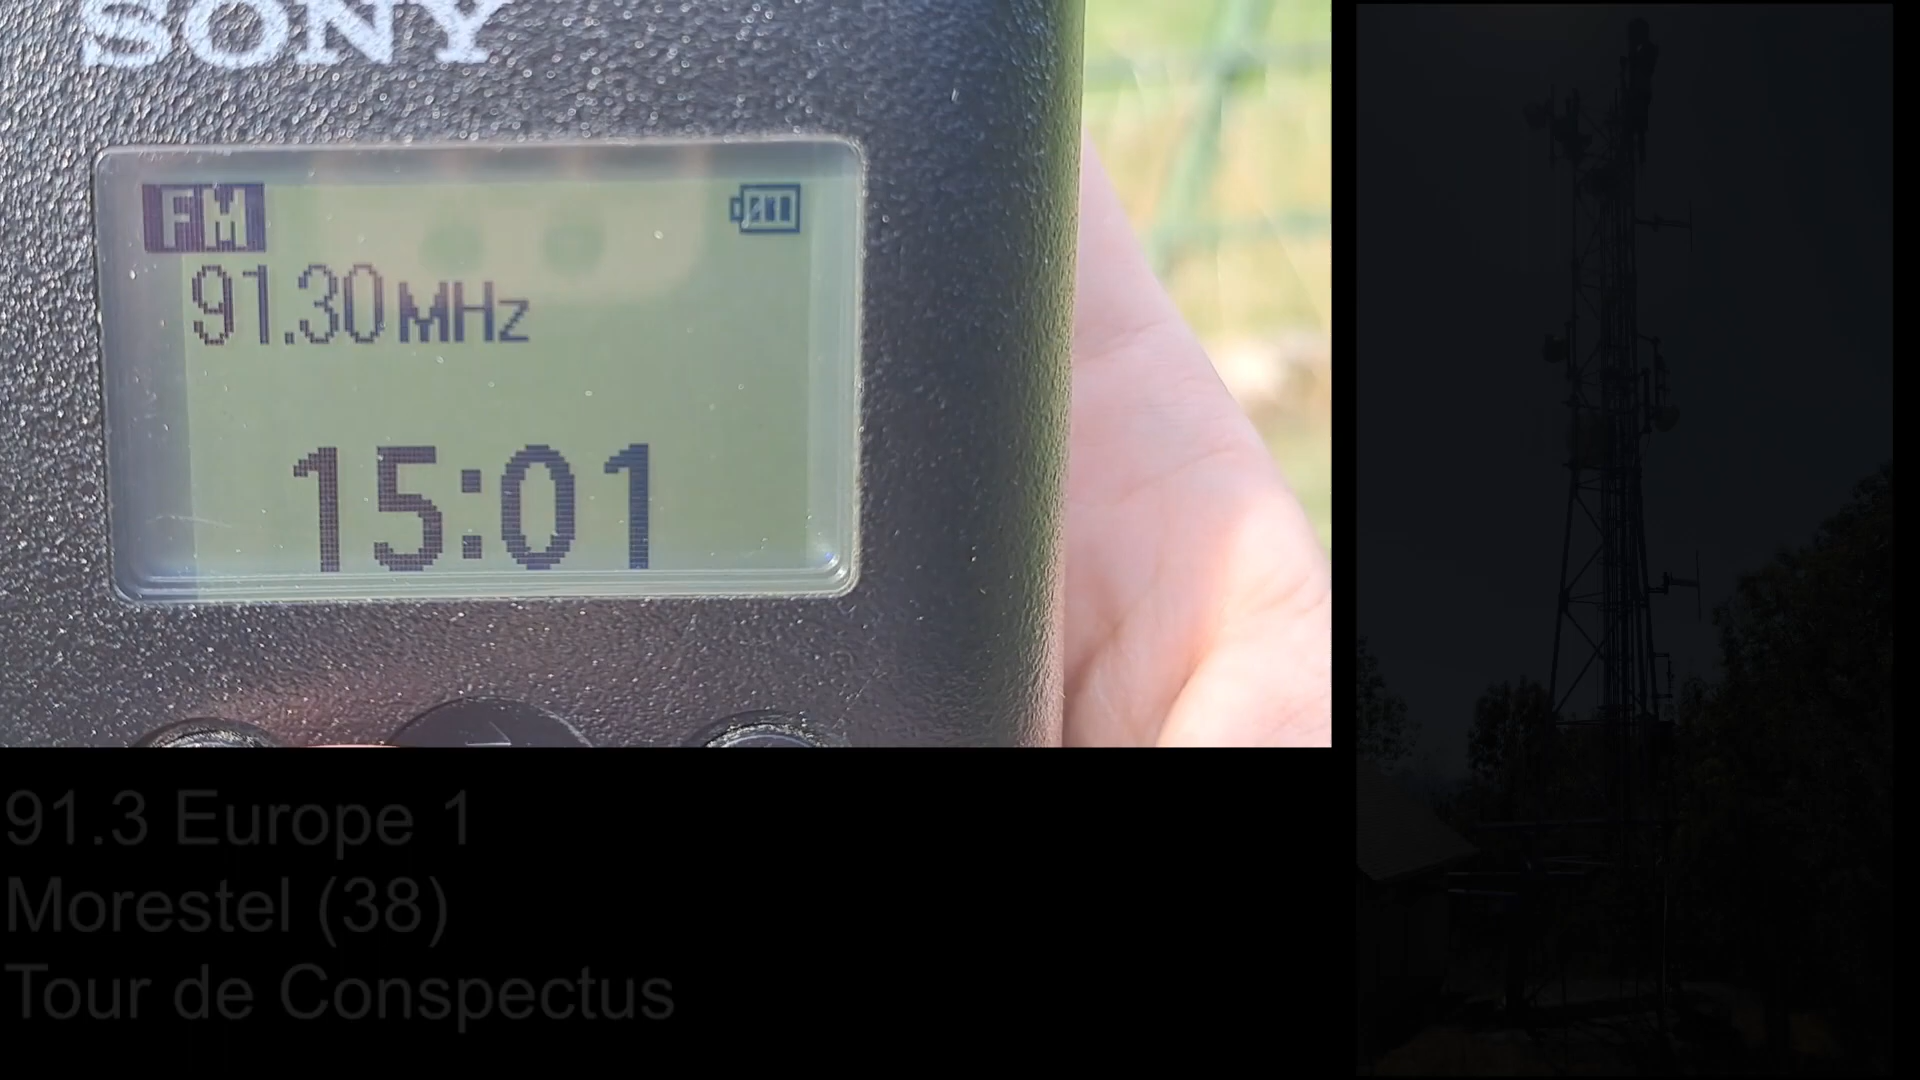 SONY
FM
91.30 MHz
15:01
91.3 Europe 1
Morestel (38)
Tour de Conspectus